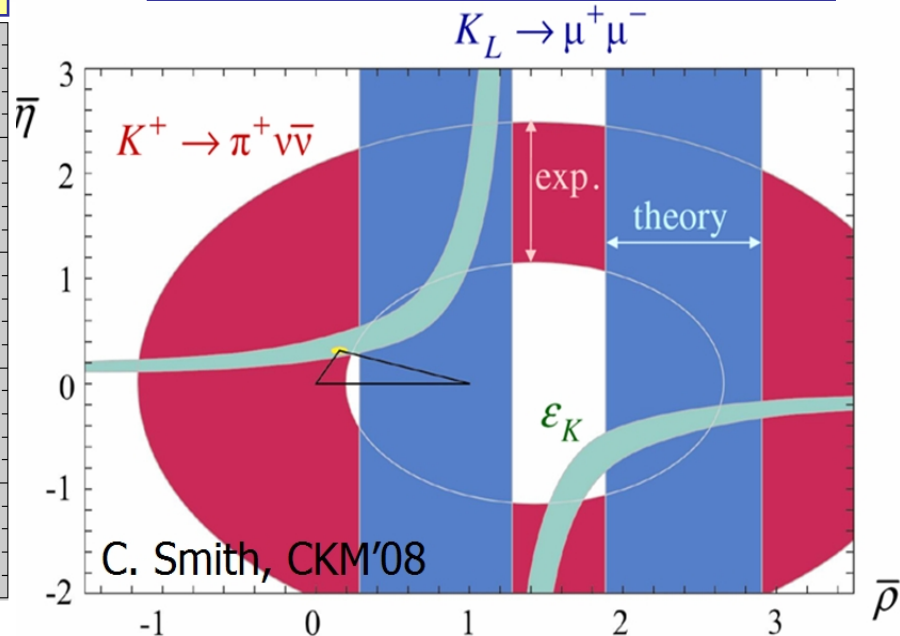 K_L → μ⁺μ⁻
η̄
3
K⁺ → π⁺νν̄
2
exp.
theory
1
0
ε_K
-1
C. Smith, CKM'08
-2
-1 0 1 2 3
ρ̄